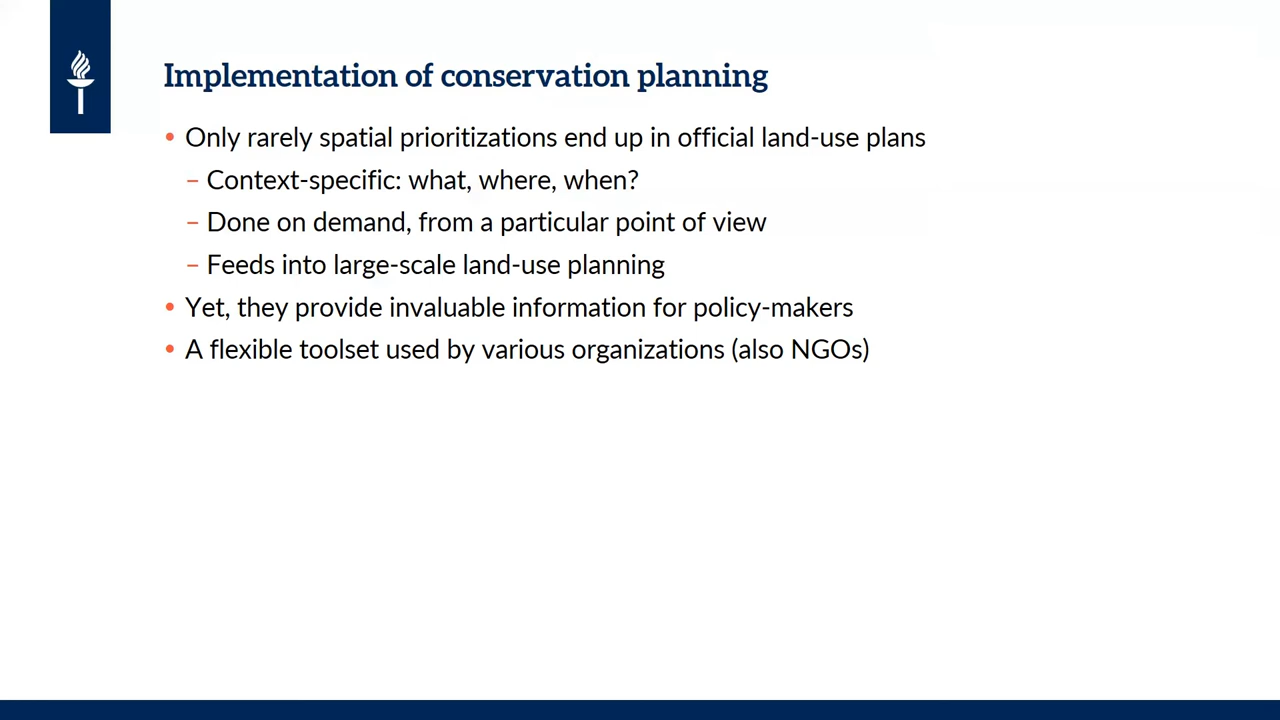 Implementation of conservation planning
• Only rarely spatial prioritizations end up in official land-use plans
– Context-specific: what, where, when?
– Done on demand, from a particular point of view
– Feeds into large-scale land-use planning
• Yet, they provide invaluable information for policy-makers
• A flexible toolset used by various organizations (also NGOs)